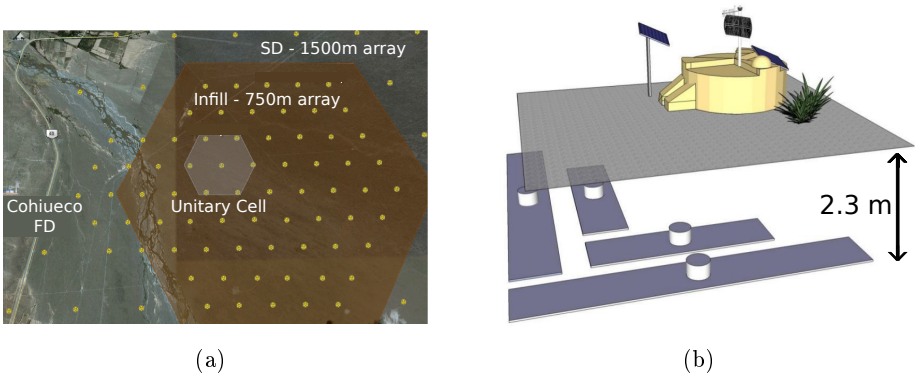 SD - 1500m array
Infill - 750m array
Unitary Cell
Cohiueco
FD
2.3 m
(a)
(b)